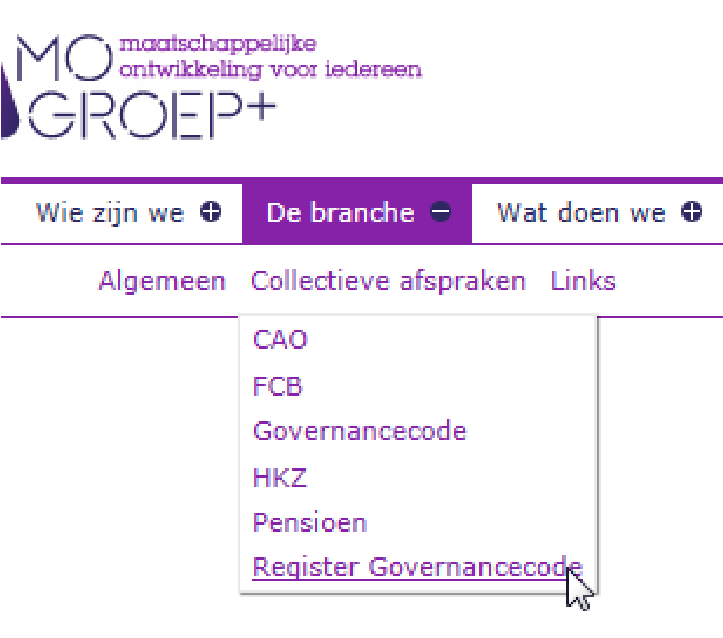 MO maatschappelijke
ontwikkeling voor iedereen
GROEP+
Wie zijn we De branche Wat doen we
Algemeen Collectieve afspraken Links
CAO
FCB
Governancecode
HKZ
Pensioen
Register Governancecode